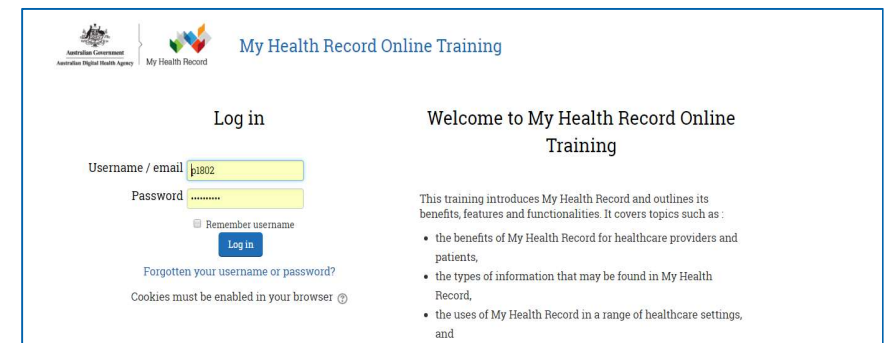 Australian Government
Australian Digital Health Agency
My Health Record
My Health Record Online Training
Log in
Username / email
p1802
Password
••••••••••
Remember username
Log in
Forgotten your username or password?
Cookies must be enabled in your browser
Welcome to My Health Record Online
Training
This training introduces My Health Record and outlines its
benefits, features and functionalities. It covers topics such as :
• the benefits of My Health Record for healthcare providers and
patients,
• the types of information that may be found in My Health
Record,
• the uses of My Health Record in a range of healthcare settings,
and